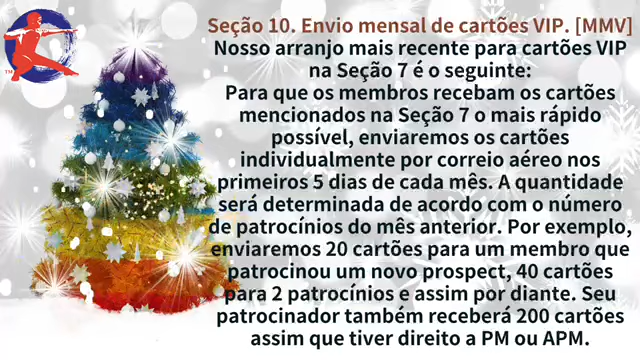 Seção 10. Envio mensal de cartões VIP. [MMV]
Nosso arranjo mais recente para cartões VIP
na Seção 7 é o seguinte:
Para que os membros recebam os cartões
mencionados na Seção 7 o mais rápido
possível, enviaremos os cartões
individualmente por correio aéreo nos
primeiros 5 dias de cada mês. A quantidade
será determinada de acordo com o número
de patrocínios do mês anterior. Por exemplo,
enviaremos 20 cartões para um membro que
patrocinou um novo prospect, 40 cartões
para 2 patrocínios e assim por diante. Seu
patrocinador também receberá 200 cartões
assim que tiver direito a PM ou APM.
TM